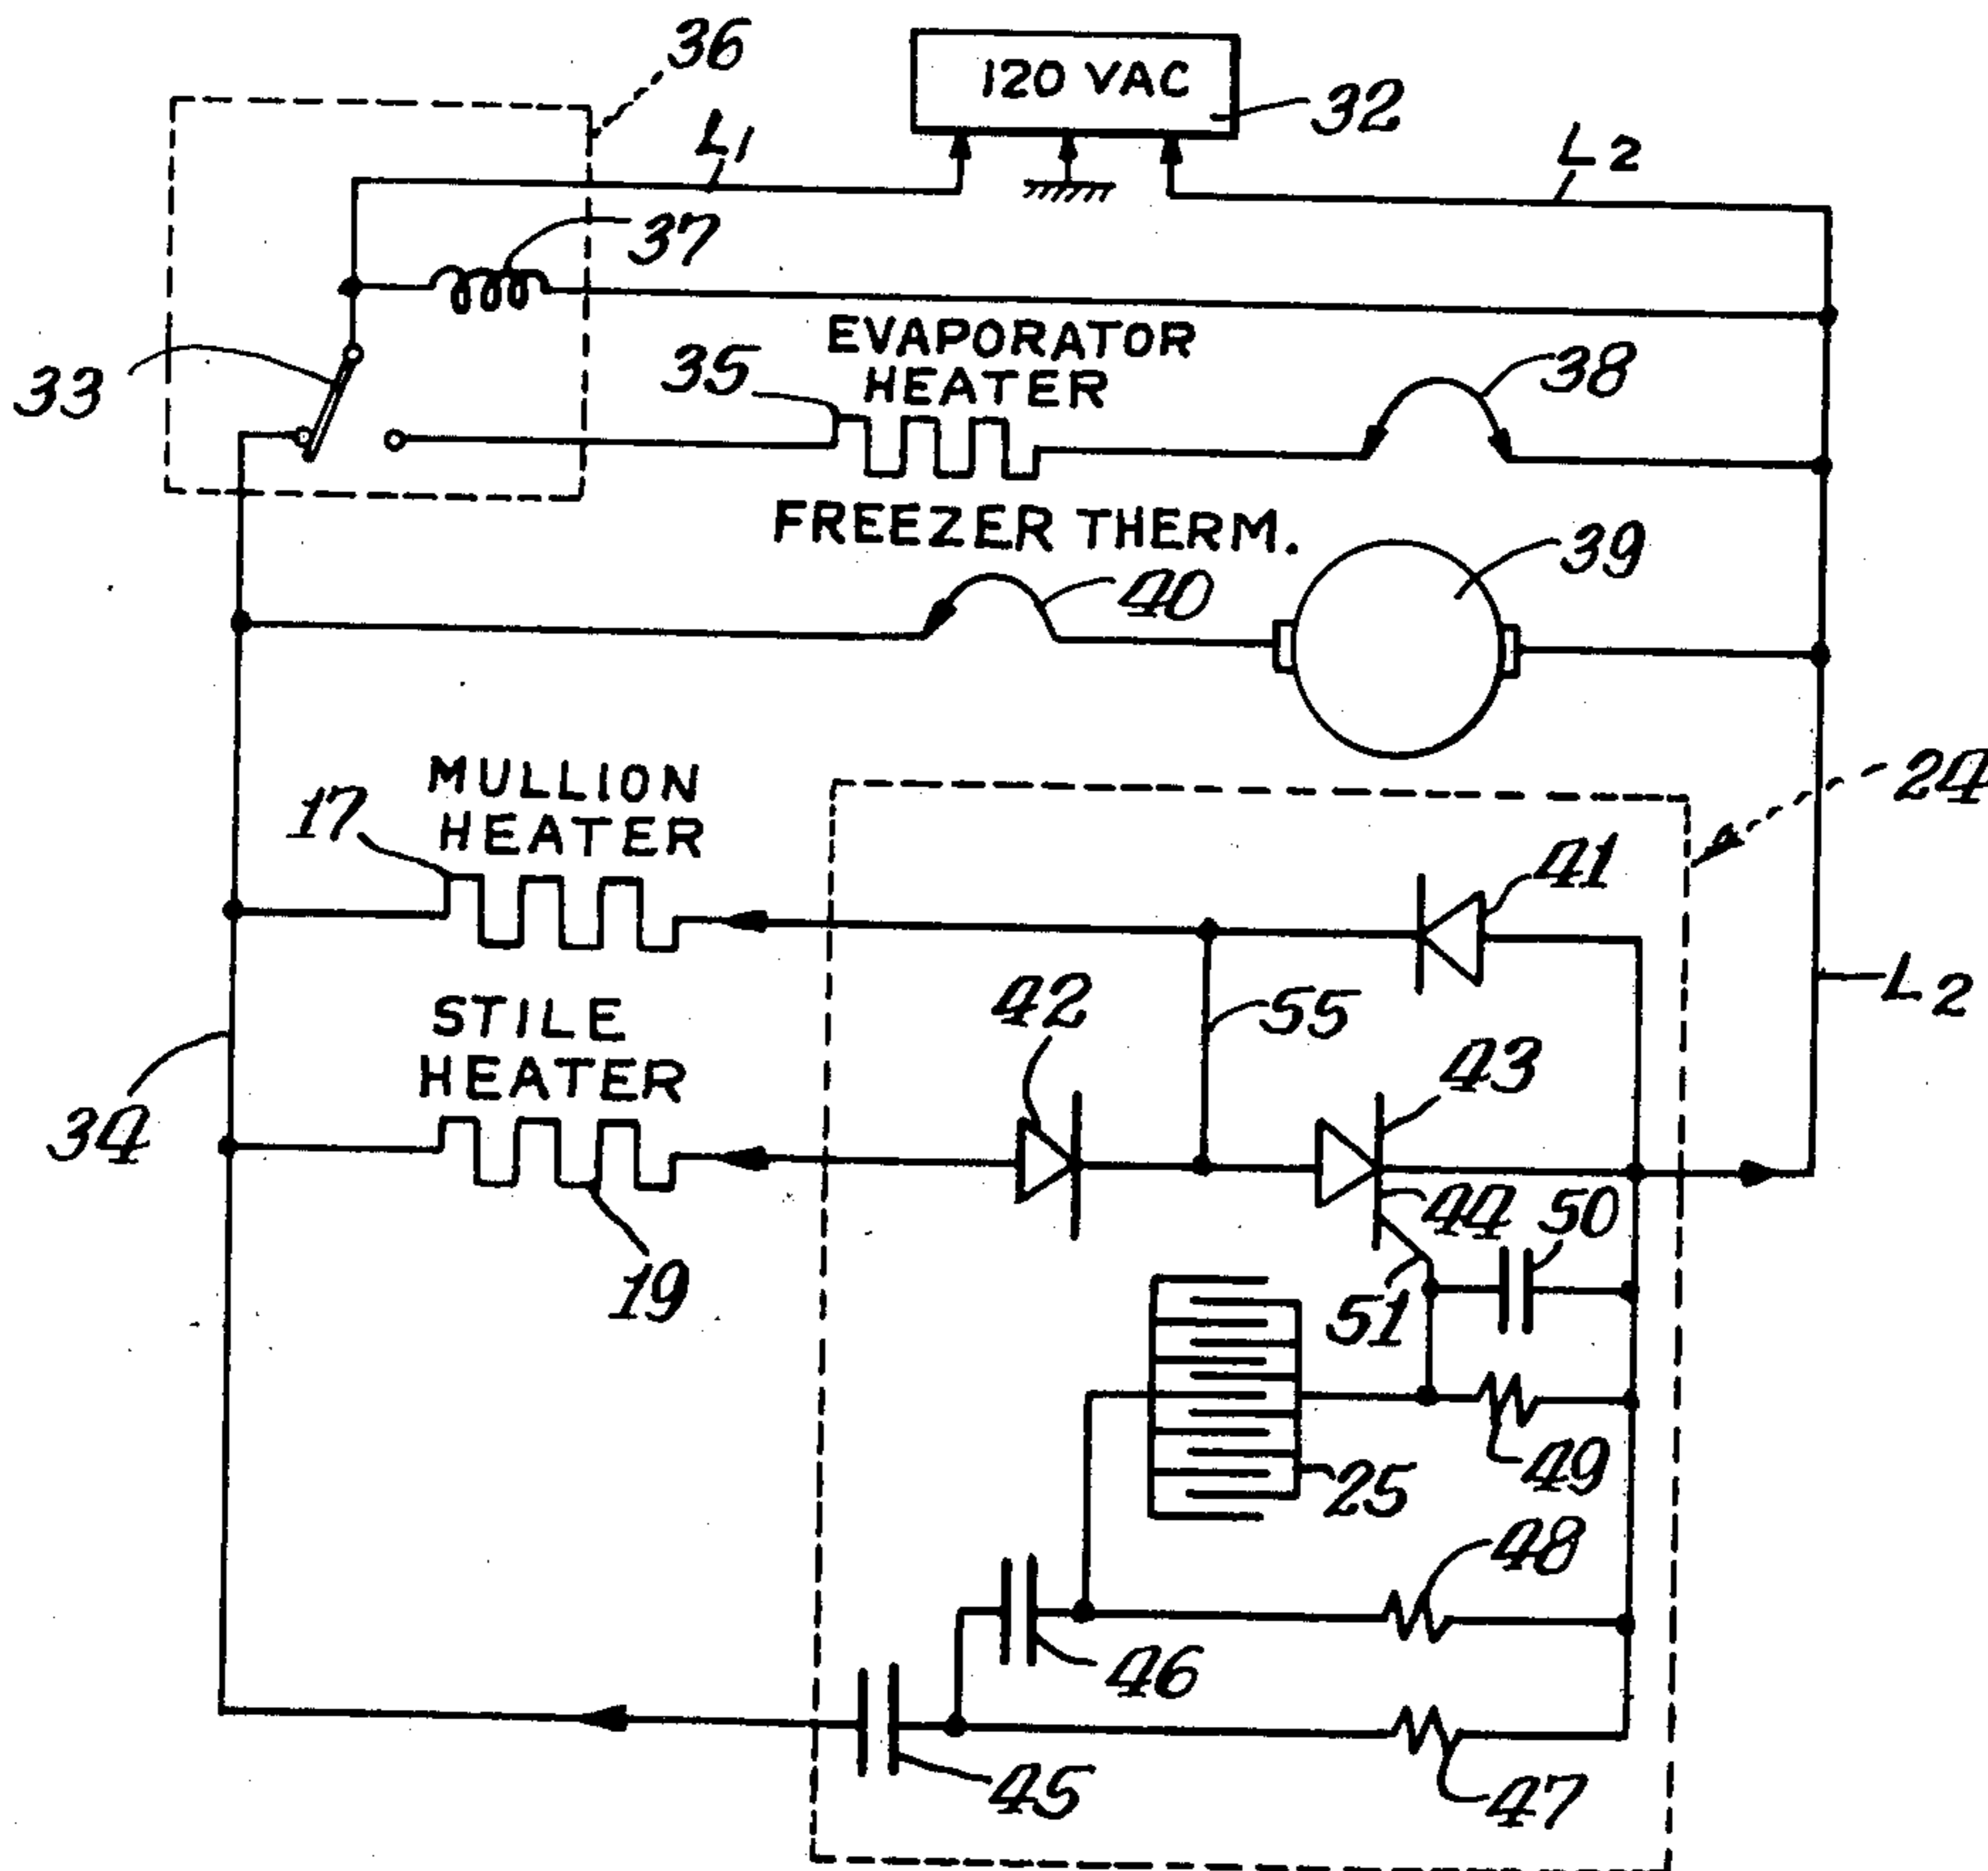 36
120 VAC
32
L1
L2
37
33
35
EVAPORATOR
HEATER
38
FREEZER THERM.
39
40
24
MULLION
HEATER
17
41
L2
42
55
STILE
HEATER
43
34
44
50
19
51
49
25
48
46
45
47